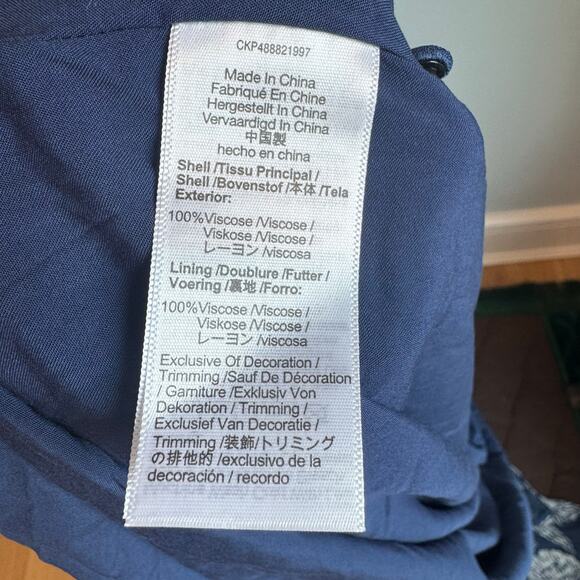 CKP488821997
Made In China
Fabriqué En Chine
Hergestellt In China
Vervaardigd In China
中国製
hecho en china
Shell /Tissu Principal /
Shell /Bovenstof /本体 /Tela
Exterior:
100%Viscose /Viscose /
Viskose /Viscose /
レーヨン /viscosa
Lining /Doublure /Futter /
Voering /裏地 /Forro:
100%Viscose /Viscose /
Viskose /Viscose /
レーヨン /viscosa
Exclusive Of Decoration /
Trimming /Sauf De Décoration
/ Garniture /Exklusiv Von
Dekoration / Trimming /
Exclusief Van Decoratie /
Trimming /装飾/トリミング
の排他的 /exclusivo de la
decoración / recordo